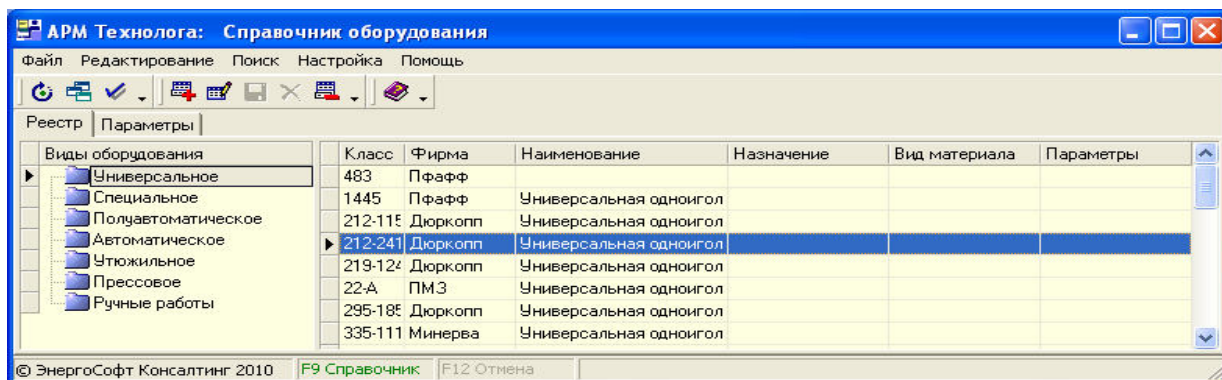 АРМ Технолога: Справочник оборудования
Файл Редактирование Поиск Настройка Помощь
Реестр Параметры
Виды оборудования Класс Фирма Наименование Назначение Вид материала Параметры
Универсальное 483 Пфафф
Специальное 1445 Пфафф Универсальная одноигол
Полуавтоматическое 212-115 Дюркопп Универсальная одноигол
Автоматическое 212-241 Дюркопп Универсальная одноигол
Утюжильное 219-124 Дюркопп Универсальная одноигол
Прессовое 22-А ПМЗ Универсальная одноигол
Ручные работы 295-185 Дюркопп Универсальная одноигол
335-111 Минерва Универсальная одноигол
© ЭнергоСофт Консалтинг 2010 F9 Справочник F12 Отмена